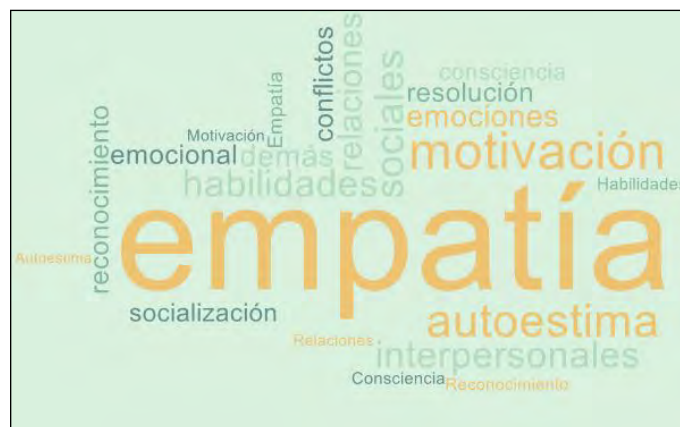 conflictos
relaciones
sociales
consciencia
resolución
emociones
motivación
Empatía
Motivación
emocional
demás
habilidades
Habilidades
reconocimiento
empatía
Autoestima
socialización
autoestima
Relaciones
interpersonales
Consciencia
Reconocimiento